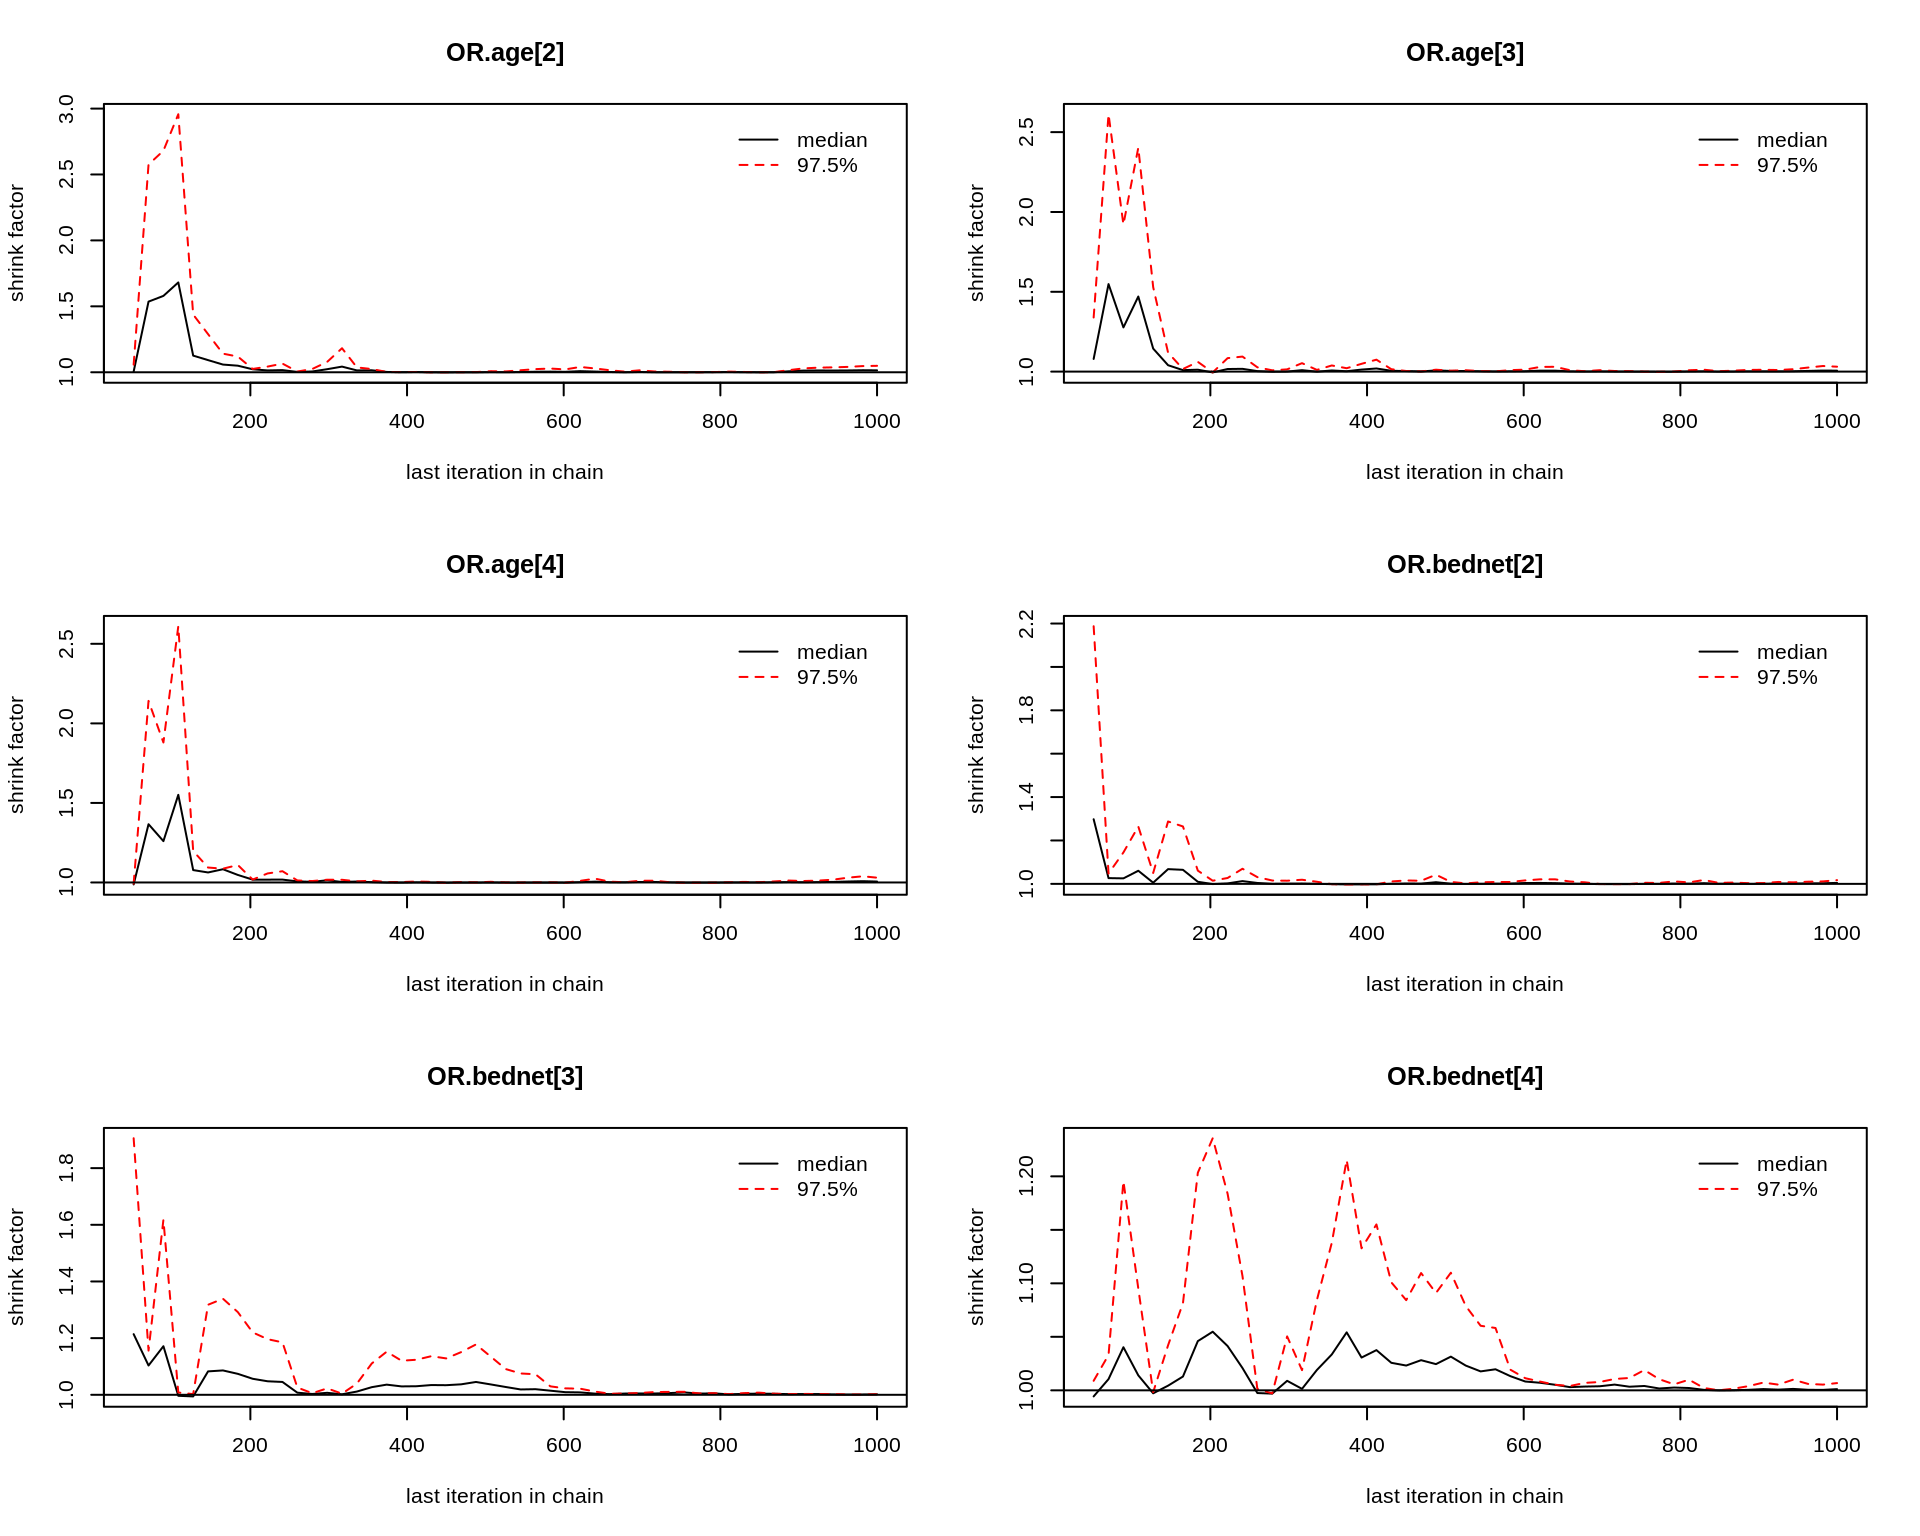 OR.age[2]
shrink factor
1.0 1.5 2.0 2.5 3.0
median
97.5%
200 400 600 800 1000
last iteration in chain
OR.age[3]
shrink factor
1.0 1.5 2.0 2.5
median
97.5%
200 400 600 800 1000
last iteration in chain
OR.age[4]
shrink factor
1.0 1.5 2.0 2.5
median
97.5%
200 400 600 800 1000
last iteration in chain
OR.bednet[2]
shrink factor
1.0 1.4 1.8 2.2
median
97.5%
200 400 600 800 1000
last iteration in chain
OR.bednet[3]
shrink factor
1.0 1.2 1.4 1.6 1.8
median
97.5%
200 400 600 800 1000
last iteration in chain
OR.bednet[4]
shrink factor
1.00 1.10 1.20
median
97.5%
200 400 600 800 1000
last iteration in chain